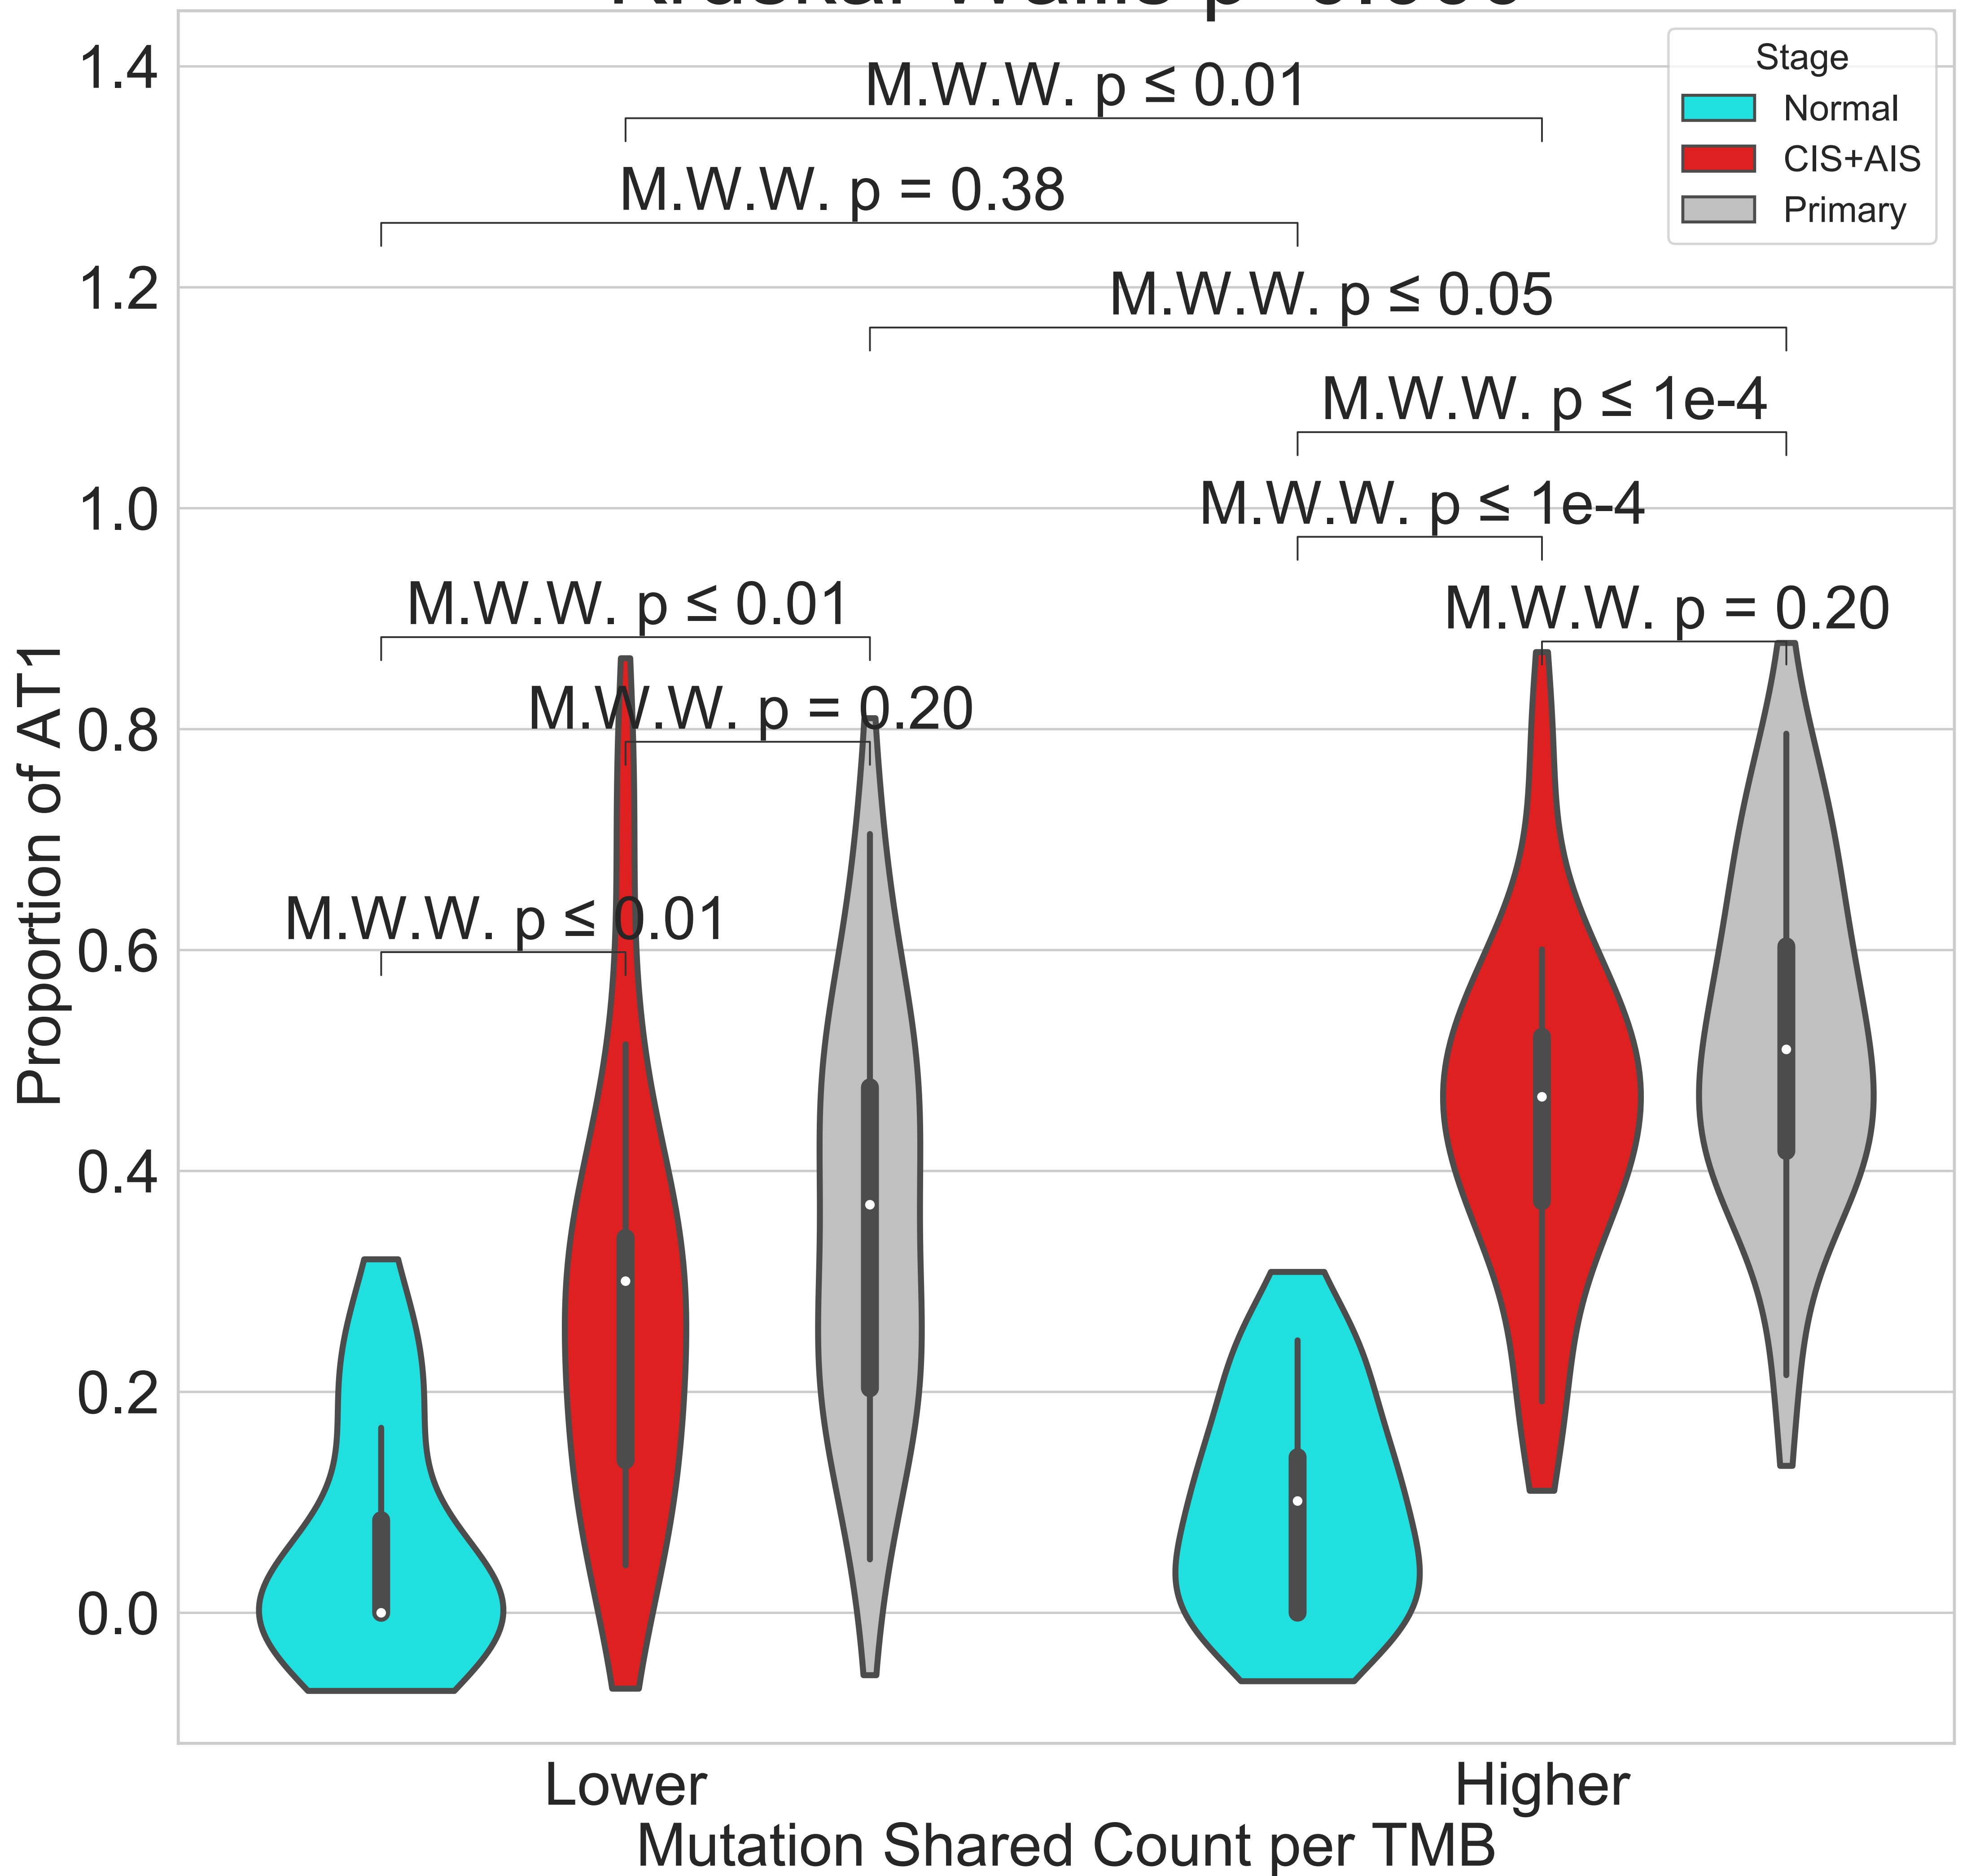 1.4
M.W.W. p ≤ 0.01
Stage
Normal
CIS+AIS
Primary
M.W.W. p = 0.38
1.2
M.W.W. p ≤ 0.05
M.W.W. p ≤ 1e-4
1.0
M.W.W. p ≤ 1e-4
M.W.W. p ≤ 0.01
M.W.W. p = 0.20
Proportion of AT1
0.8
M.W.W. p = 0.20
M.W.W. p ≤ 0.01
0.6
0.4
0.2
0.0
Lower
Higher
Mutation Shared Count per TMB